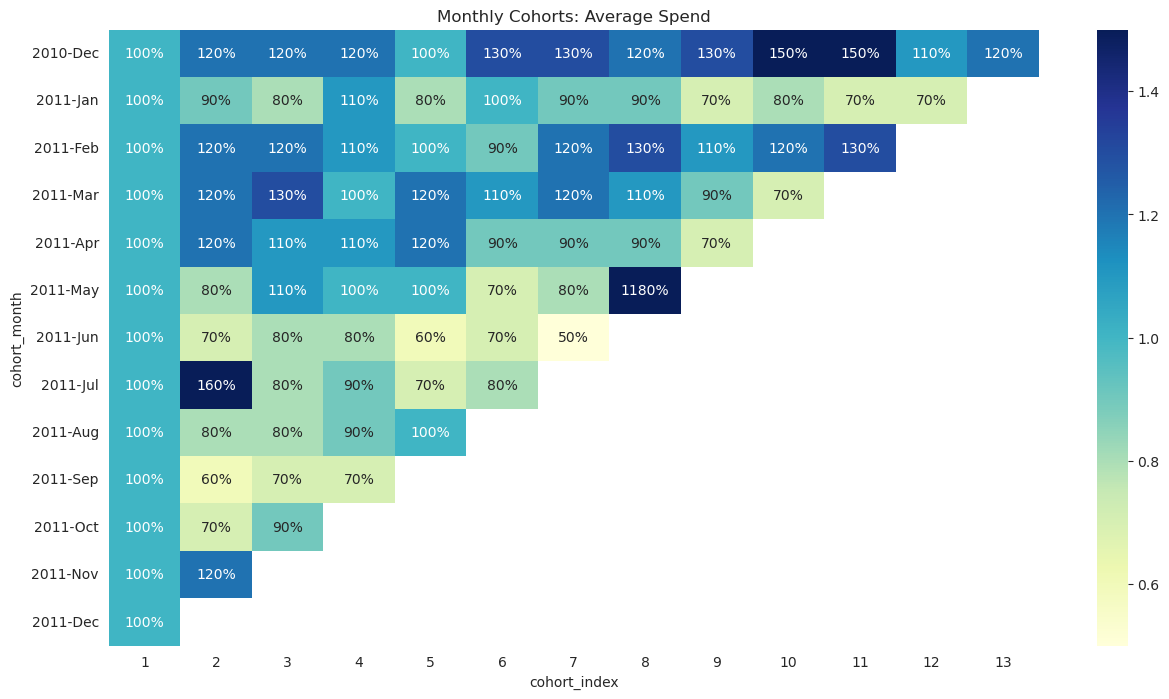 Monthly Cohorts: Average Spend
2010-Dec 100% 120% 120% 120% 100% 130% 130% 120% 130% 150% 150% 110% 120%
2011-Jan 100% 90% 80% 110% 80% 100% 90% 90% 70% 80% 70% 70%
2011-Feb 100% 120% 120% 110% 100% 90% 120% 130% 110% 120% 130%
2011-Mar 100% 120% 130% 100% 120% 110% 120% 110% 90% 70%
2011-Apr 100% 120% 110% 110% 120% 90% 90% 90% 70%
2011-May 100% 80% 110% 100% 100% 70% 80% 1180%
2011-Jun 100% 70% 80% 80% 60% 70% 50%
2011-Jul 100% 160% 80% 90% 70% 80%
2011-Aug 100% 80% 80% 90% 100%
2011-Sep 100% 60% 70% 70%
2011-Oct 100% 70% 90%
2011-Nov 100% 120%
2011-Dec 100%
1 2 3 4 5 6 7 8 9 10 11 12 13
cohort_index
cohort_month
1.4
1.2
1.0
0.8
0.6